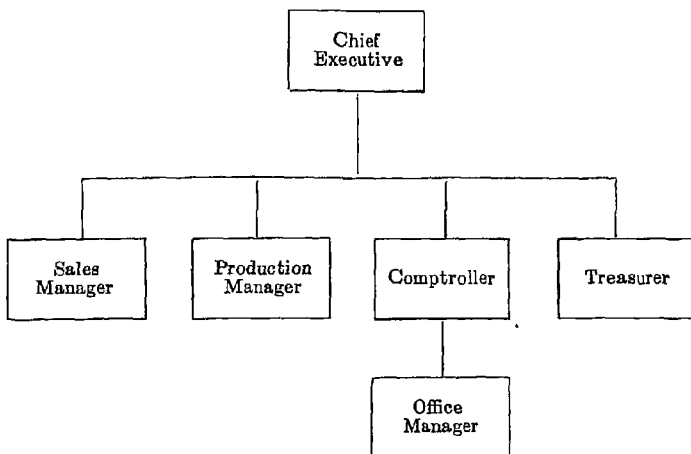 Chief
Executive
Sales
Manager
Production
Manager
Comptroller
Treasurer
Office
Manager